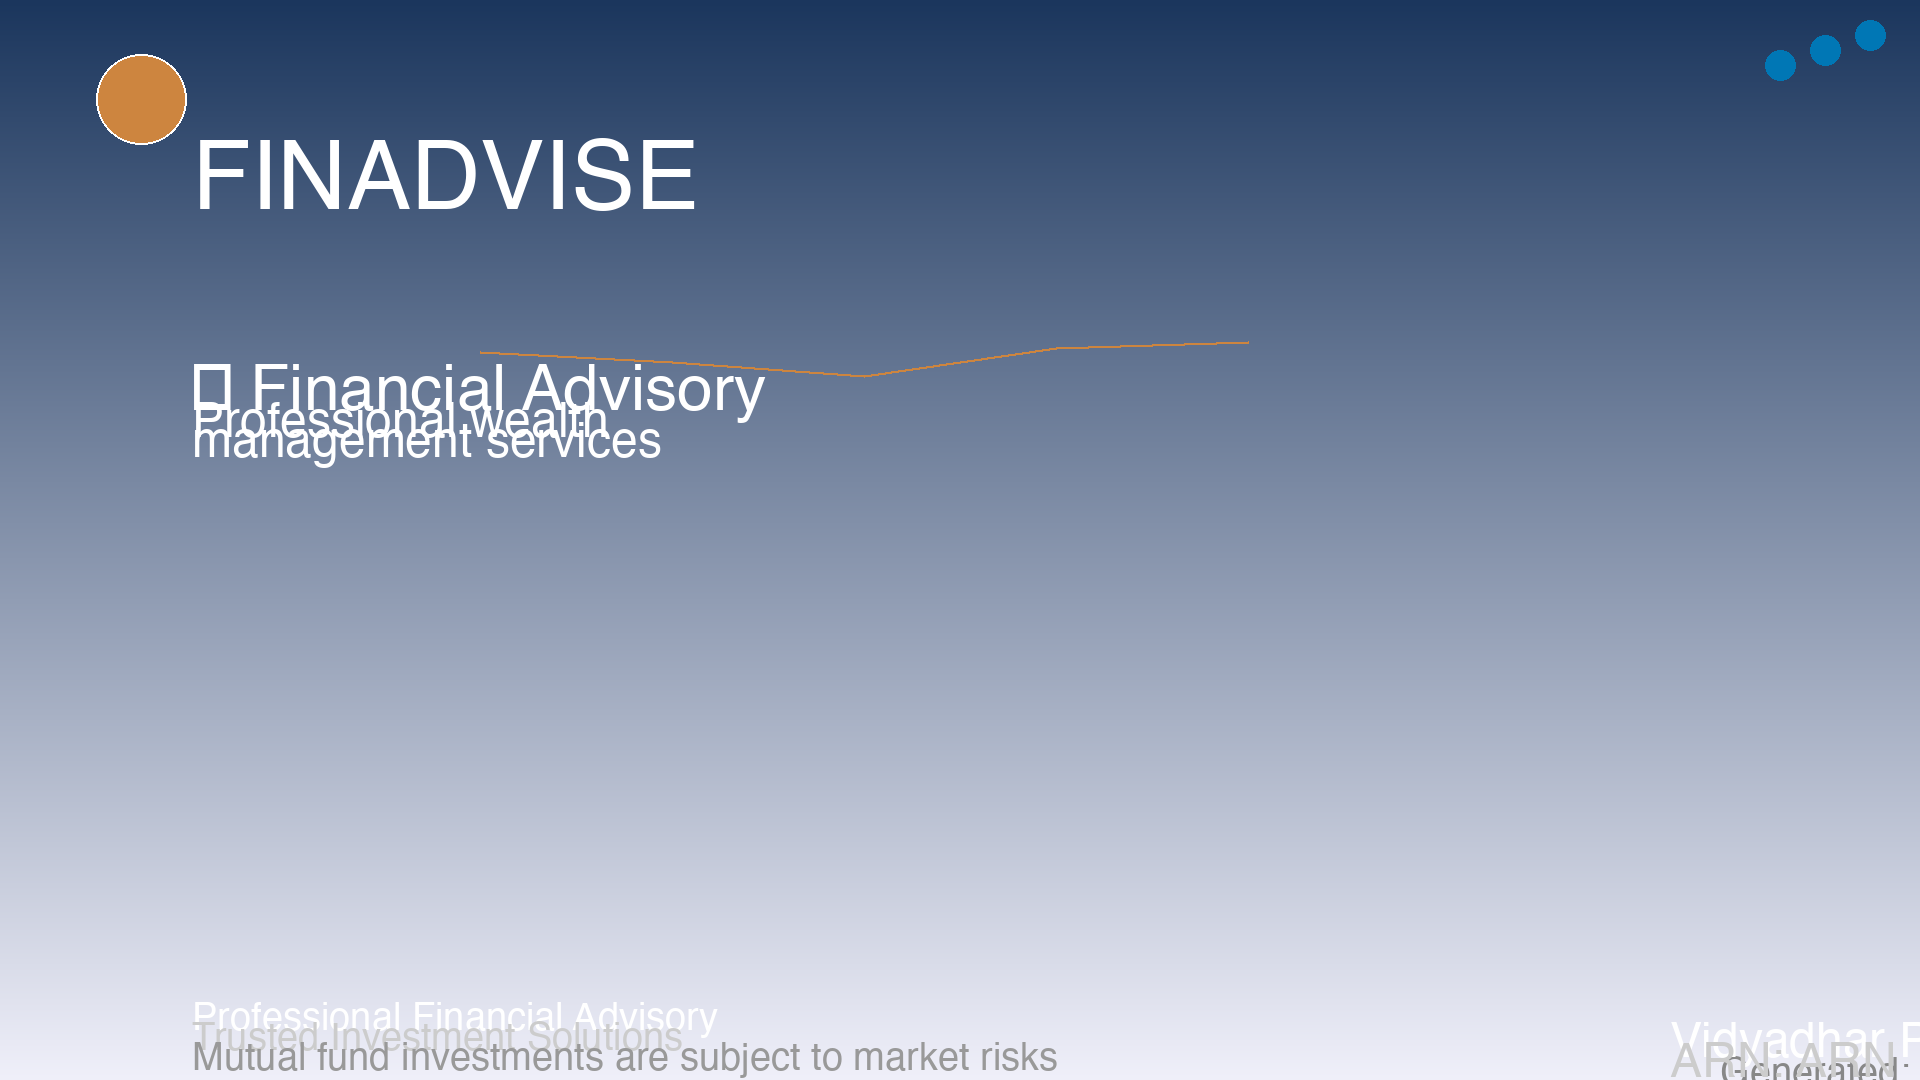 FINADVISE
Financial Advisory
Professional wealth
management services
Professional Financial Advisory
Trusted Investment Solutions
Mutual fund investments are subject to market risks
Vidyadhar
ARN: ARN
Generated: